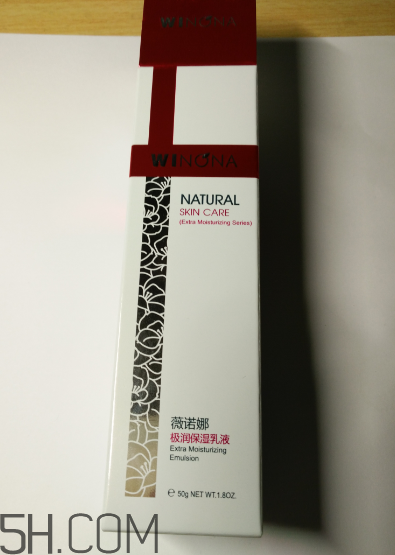 WINONA
WINONA
NATURAL
SKIN CARE
(Extra Moisturizing Series)
薇诺娜
极润保湿乳液
Extra Moisturizing
Emulsion
℮ 50g NET WT.1.8OZ.
5H.COM